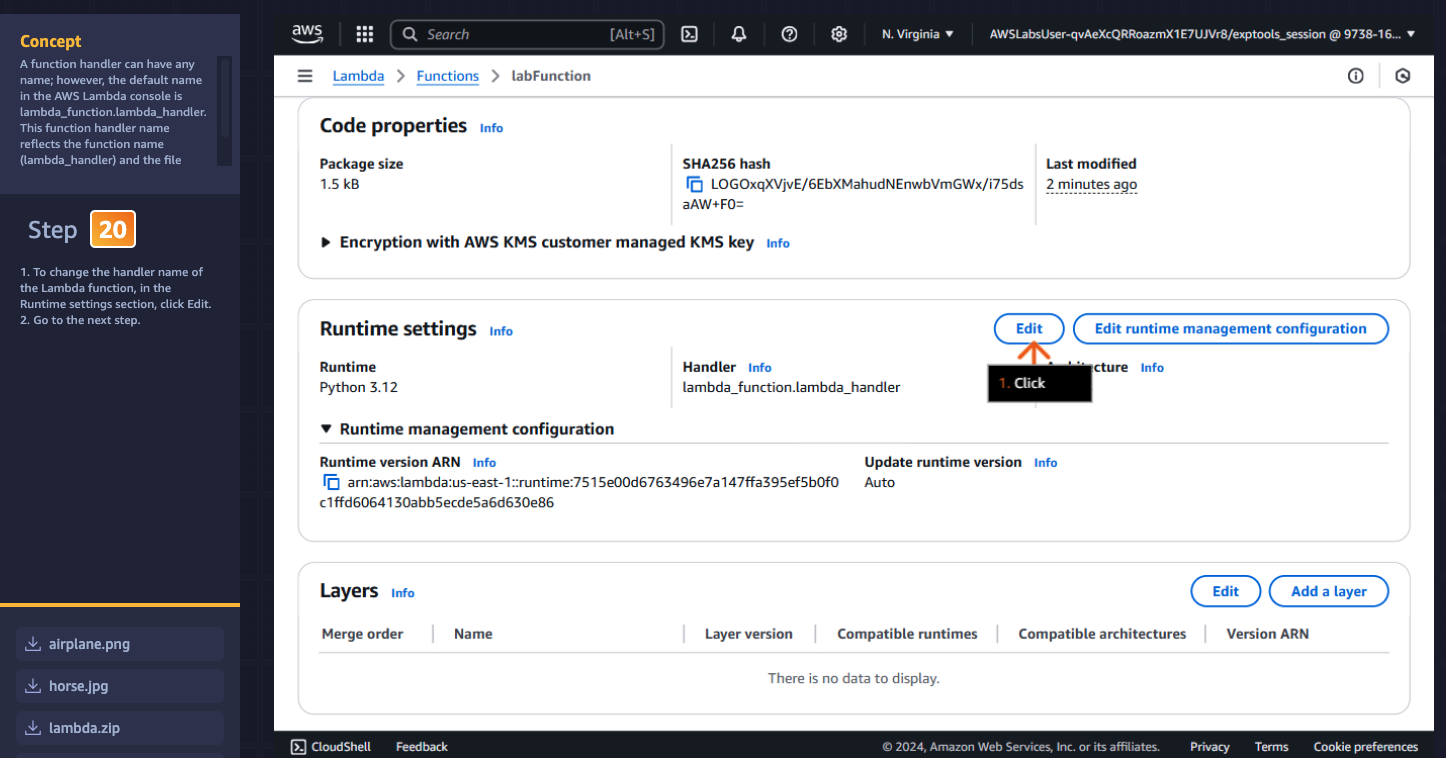 Concept
A function handler can have any
name; however, the default name
in the AWS Lambda console is
lambda_function.lambda_handler.
This function handler name
reflects the function name
(lambda_handler) and the file
Step 20
1. To change the handler name of
the Lambda function, in the
Runtime settings section, click Edit.
2. Go to the next step.
airplane.png
horse.jpg
lambda.zip
aws
Search [Alt+S]
N. Virginia
AWSLabsUser-qvAeXcQRRoazmX1E7UJVr8/exptools_session @ 9738-16...
Lambda Functions labFunction
Code properties Info
Package size
1.5 kB
SHA256 hash
LOGOxqXVjvE/6EbXMahudNEnwbVmGWx/i75ds
aAW+F0=
Last modified
2 minutes ago
Encryption with AWS KMS customer managed KMS key Info
Runtime settings Info
Edit
Edit runtime management configuration
Runtime
Python 3.12
Handler Info
lambda_function.lambda_handler
Info
1. Click
Runtime management configuration
Runtime version ARN Info
arn:aws:lambda:us-east-1::runtime:7515e00d6763496e7a147ffa395ef5b0f0
c1ffd6064130abb5ecde5a6d630e86
Update runtime version Info
Auto
Layers Info
Edit
Add a layer
Merge order Name Layer version Compatible runtimes Compatible architectures Version ARN
There is no data to display.
CloudShell Feedback © 2024, Amazon Web Services, Inc. or its affiliates. Privacy Terms Cookie preferences